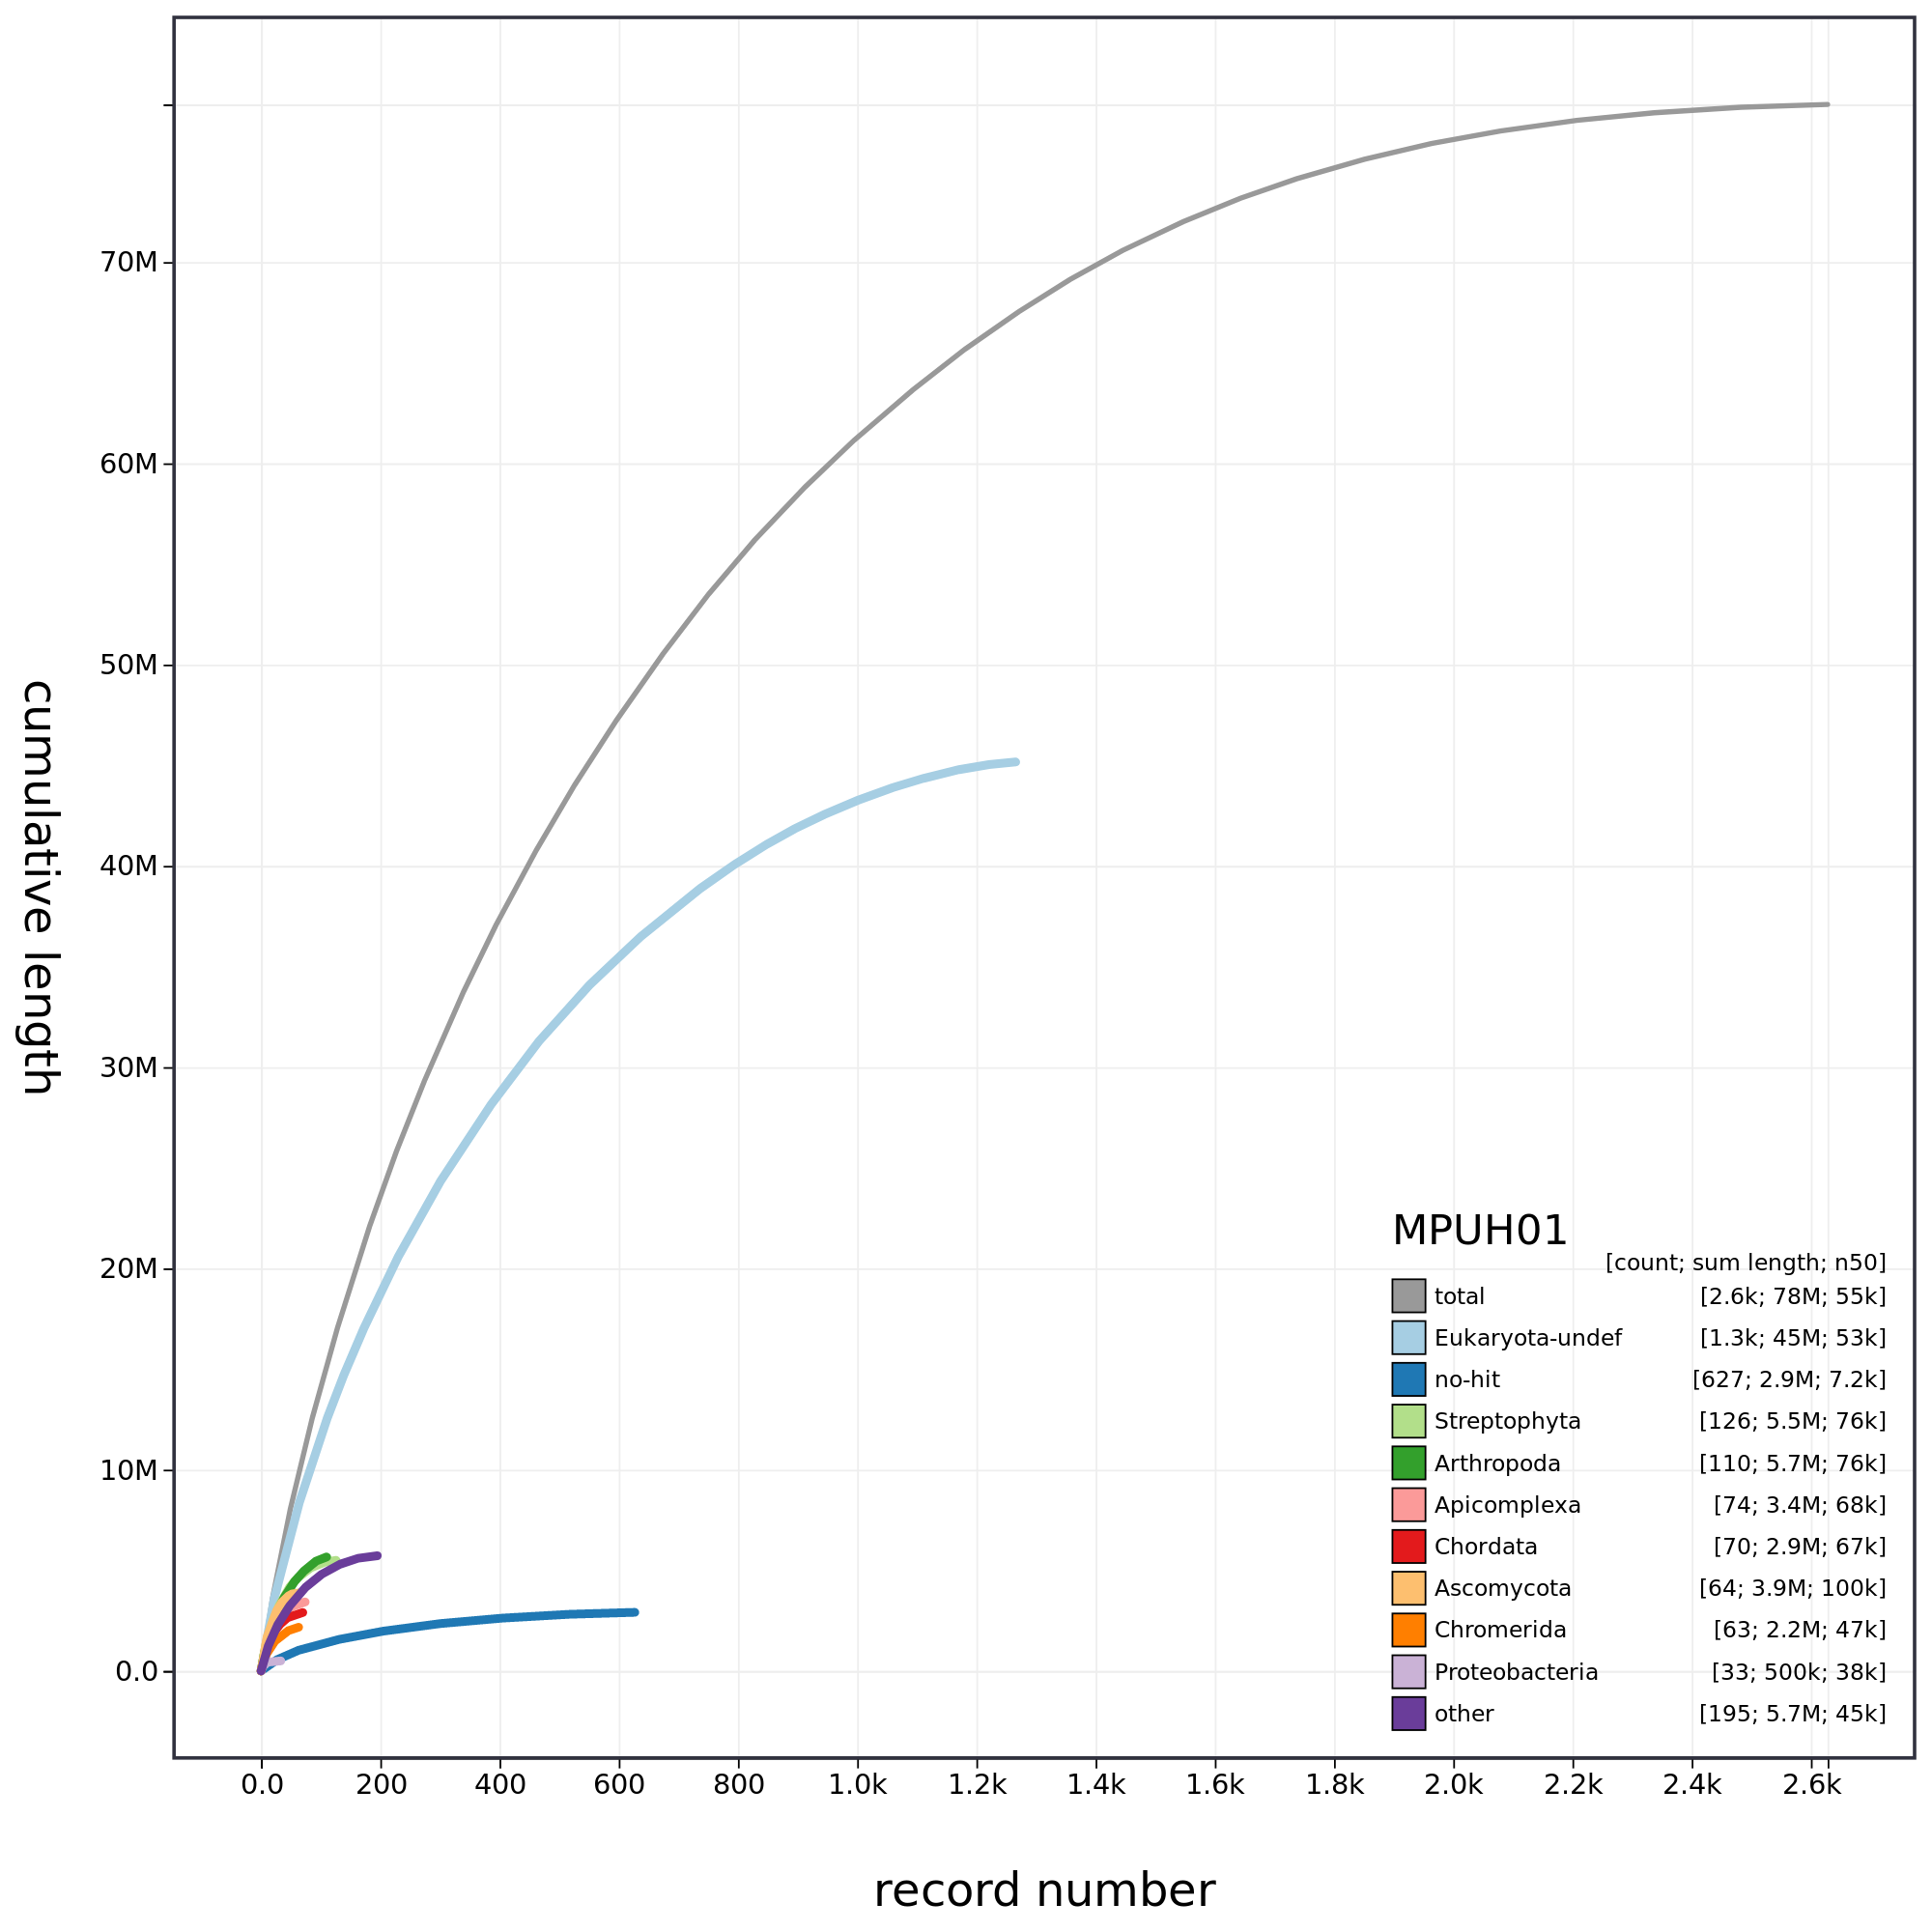 70M
60M
50M
40M
30M
20M
10M
0.0
cumulative length
MPUH01
[count; sum length; n50]
total [2.6k; 78M; 55k]
Eukaryota-undef [1.3k; 45M; 53k]
no-hit [627; 2.9M; 7.2k]
Streptophyta [126; 5.5M; 76k]
Arthropoda [110; 5.7M; 76k]
Apicomplexa [74; 3.4M; 68k]
Chordata [70; 2.9M; 67k]
Ascomycota [64; 3.9M; 100k]
Chromerida [63; 2.2M; 47k]
Proteobacteria [33; 500k; 38k]
other [195; 5.7M; 45k]
0.0 200 400 600 800 1.0k 1.2k 1.4k 1.6k 1.8k 2.0k 2.2k 2.4k 2.6k
record number